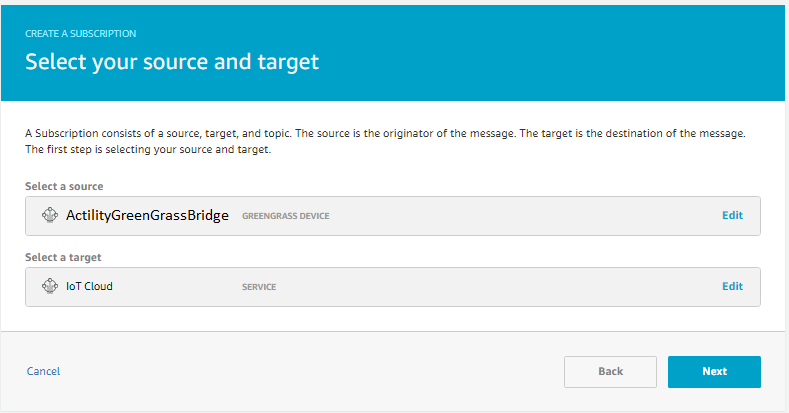 CREATE A SUBSCRIPTION
Select your source and target
A Subscription consists of a source, target, and topic. The source is the originator of the message. The target is the destination of the message.
The first step is selecting your source and target.
Select a source
ActilityGreenGrassBridge GREENGRASS DEVICE Edit
Select a target
IoT Cloud SERVICE Edit
Cancel Back Next